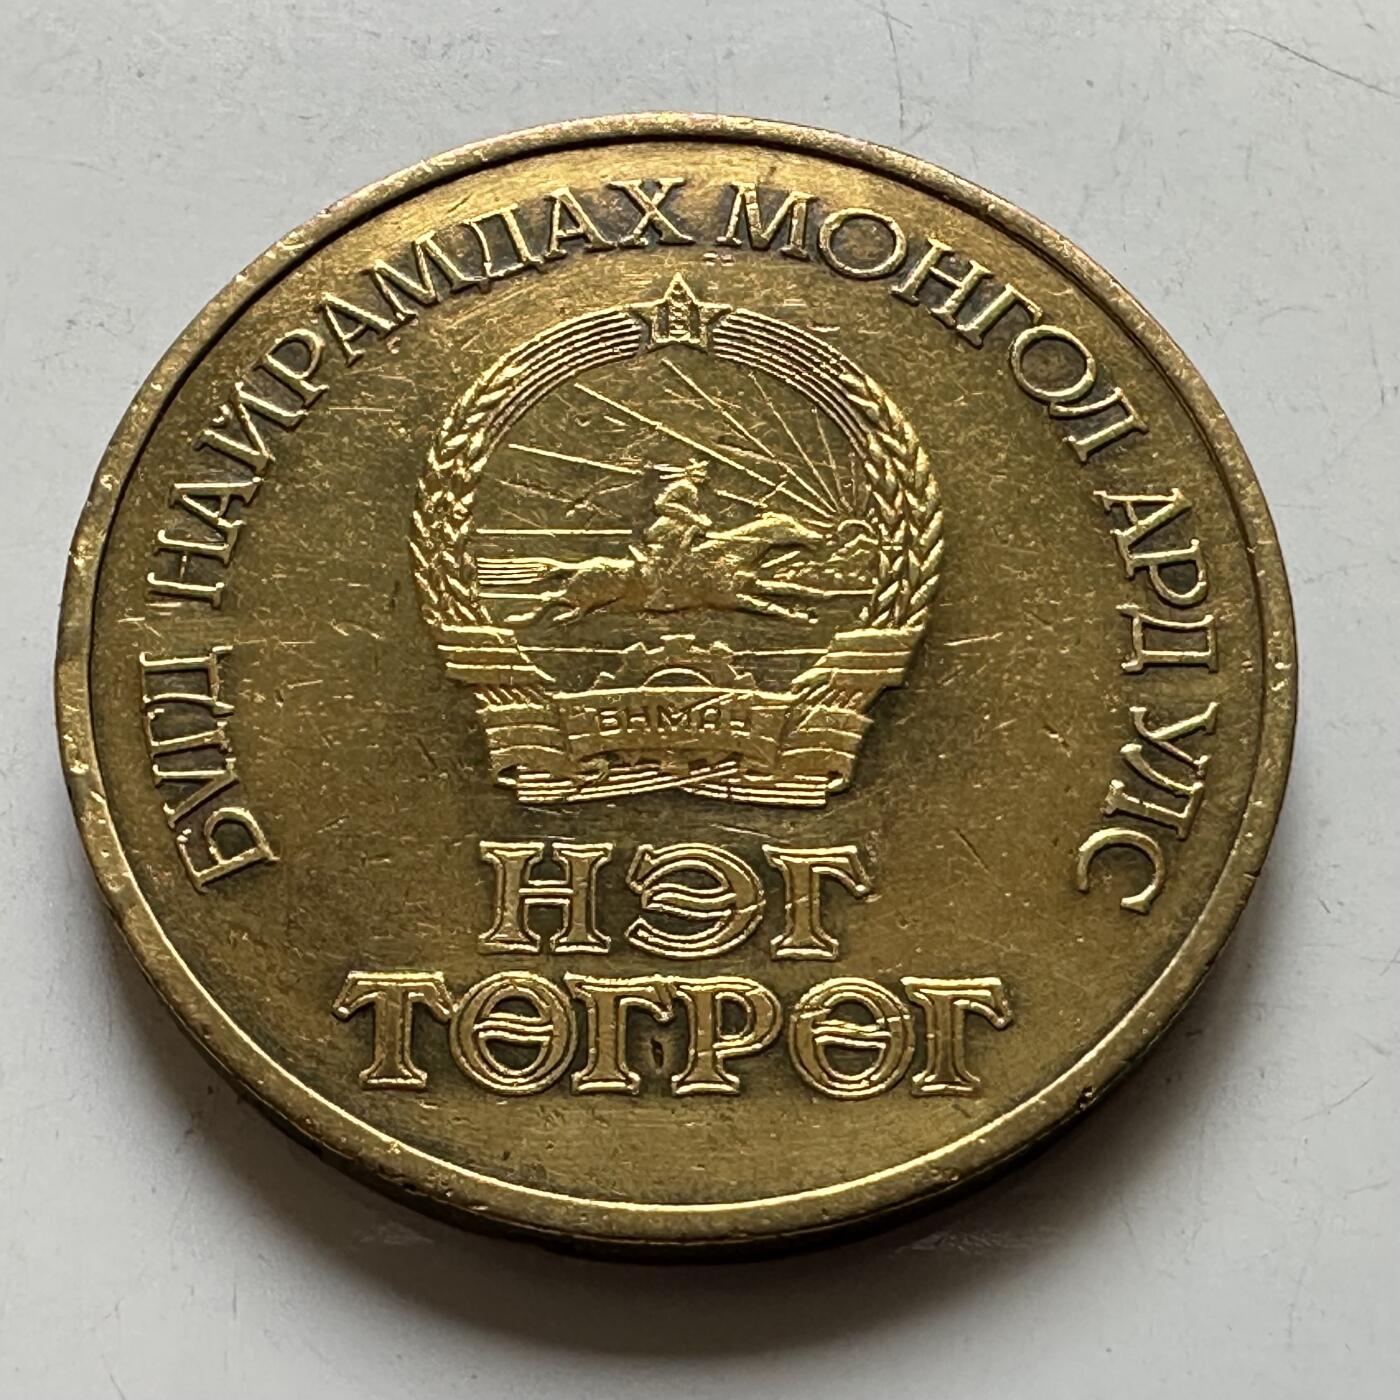 БҮГД НАЙРАМДАХ МОНГОЛ АРД УЛС
БНМАУ
НЭГ
ТӨГРӨГ